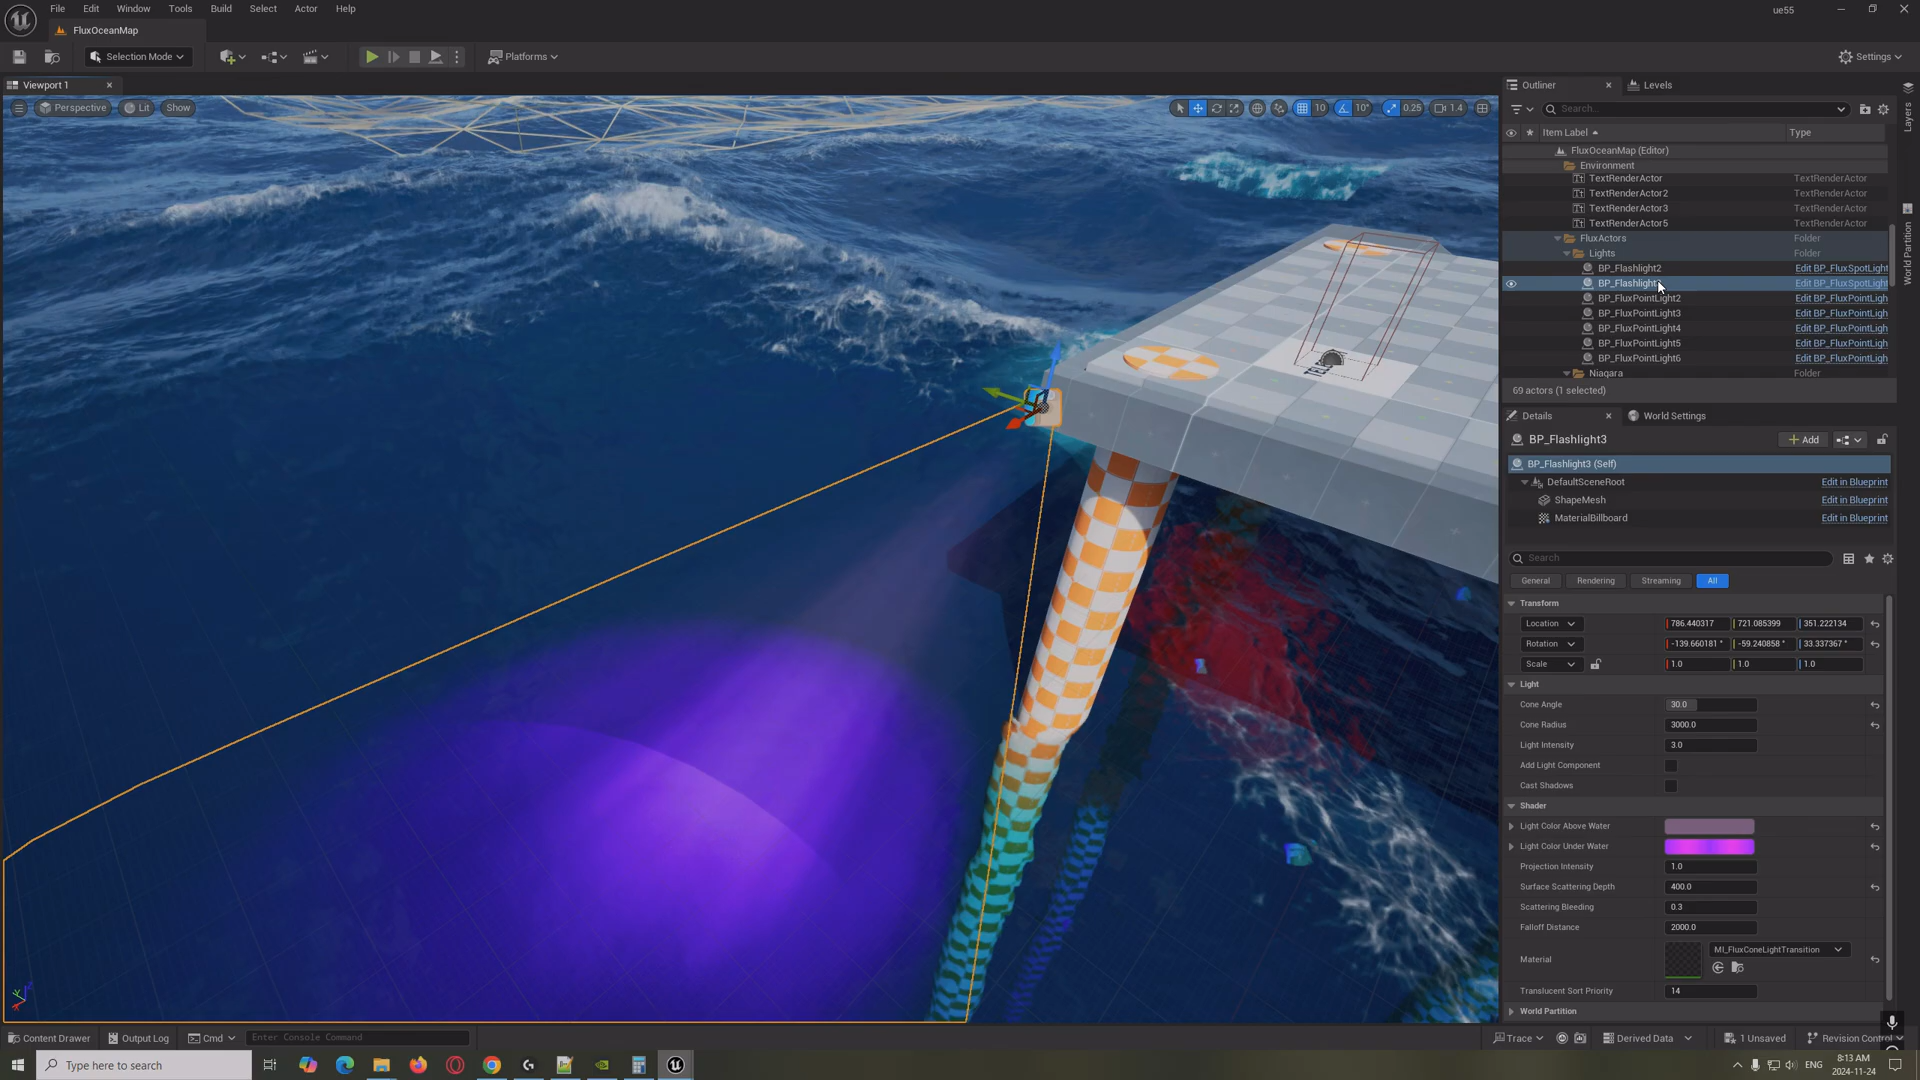 File Edit Window Tools Build Select Actor Help
ue55
FluxOceanMap
Selection Mode
Platforms
Settings
Viewport 1
Perspective Lit Show
10 10° 0.25 1.4
Outliner Levels
Search...
Item Label Type
FluxOceanMap (Editor)
Environment
TextRenderActor TextRenderActor
TextRenderActor2 TextRenderActor
TextRenderActor3 TextRenderActor
TextRenderActor5 TextRenderActor
FluxActors Folder
Lights Folder
BP_Flashlight2 Edit BP_FluxSpotLight
BP_Flashlight Edit BP_FluxSpotLight
BP_FluxPointLight2 Edit BP_FluxPointLigh
BP_FluxPointLight3 Edit BP_FluxPointLigh
BP_FluxPointLight4 Edit BP_FluxPointLigh
BP_FluxPointLight5 Edit BP_FluxPointLigh
BP_FluxPointLight6 Edit BP_FluxPointLigh
Niagara Folder
69 actors (1 selected)
Layers
World Partition
Details World Settings
BP_Flashlight3
Add
BP_Flashlight3 (Self)
DefaultSceneRoot Edit in Blueprint
ShapeMesh Edit in Blueprint
MaterialBillboard Edit in Blueprint
Search
General Rendering Streaming All
Transform
Location 786.440317 721.085399 351.222134
Rotation -139.660181° -59.240858° 33.337367°
Scale 1.0 1.0 1.0
Light
Cone Angle 30.0
Cone Radius 3000.0
Light Intensity 3.0
Add Light Component
Cast Shadows
Shader
Light Color Above Water
Light Color Under Water
Projection Intensity 1.0
Surface Scattering Depth 400.0
Scattering Bleeding 0.3
Falloff Distance 2000.0
Material MI_FluxConeLightTransition
Translucent Sort Priority 14
World Partition
Content Drawer Output Log Cmd Enter Console Command
Trace Derived Data 1 Unsaved Revision Control
Type here to search
ENG 8:13 AM
2024-11-24